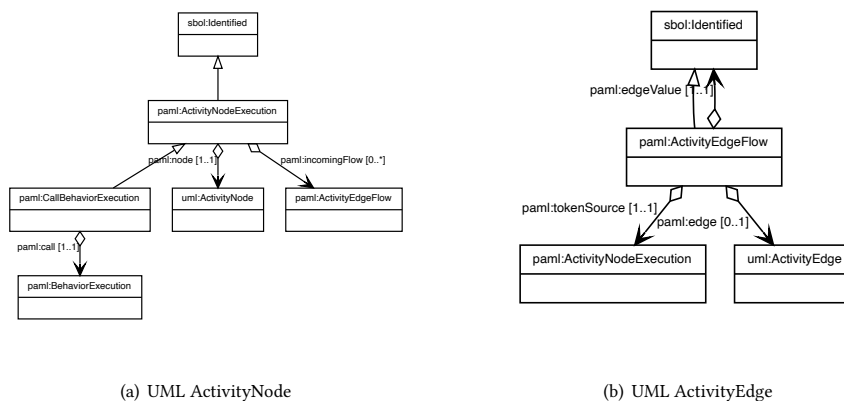 sbol:Identified
paml:ActivityNodeExecution
paml:node [1..1]
paml:incomingFlow [0..*]
paml:CallBehaviorExecution
uml:ActivityNode
paml:ActivityEdgeFlow
paml:call [1..1]
paml:BehaviorExecution
(a) UML ActivityNode
sbol:Identified
paml:edgeValue [1..1]
paml:ActivityEdgeFlow
paml:tokenSource [1..1]
paml:edge [0..1]
paml:ActivityNodeExecution
uml:ActivityEdge
(b) UML ActivityEdge